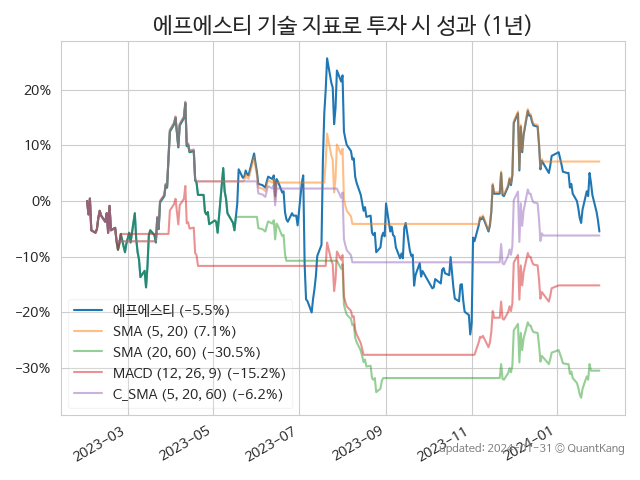 에프에스티 기술 지표로 투자 시 성과 (1년)
20%
10%
0%
−10%
−20%
−30%
에프에스티 (−5.5%)
SMA (5, 20) (7.1%)
SMA (20, 60) (−30.5%)
MACD (12, 26, 9) (−15.2%)
C_SMA (5, 20, 60) (−6.2%)
2023-03
2023-05
2023-07
2023-09
2023-11
2024-01
updated: 2024-01-31 © QuantKang